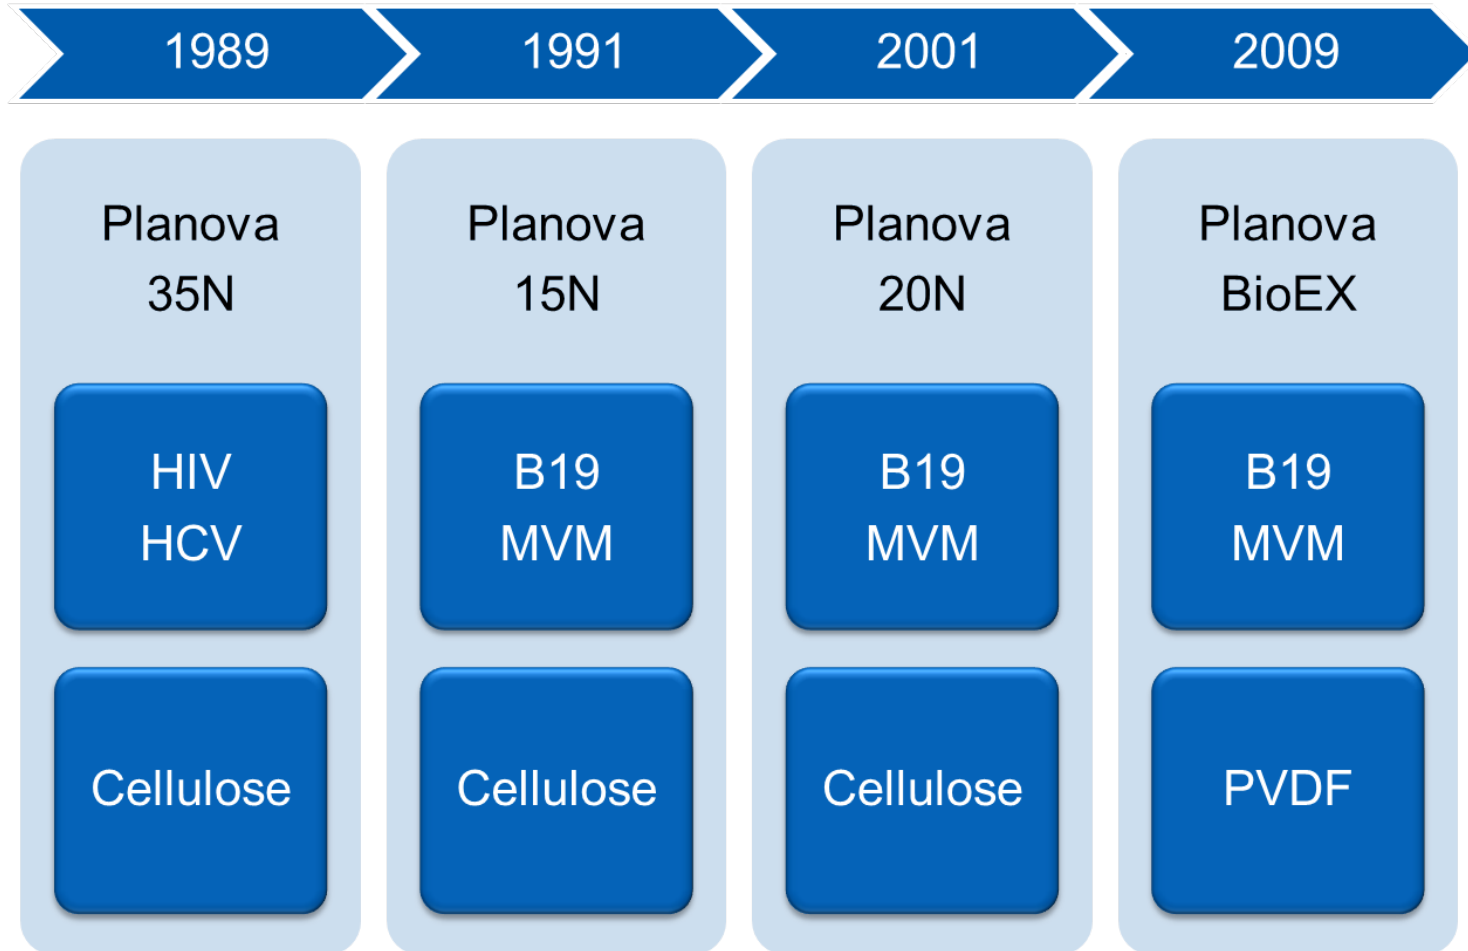 1989
1991
2001
2009
Planova
35N
HIV
HCV
Cellulose
Planova
15N
B19
MVM
Cellulose
Planova
20N
B19
MVM
Cellulose
Planova
BioEX
B19
MVM
PVDF